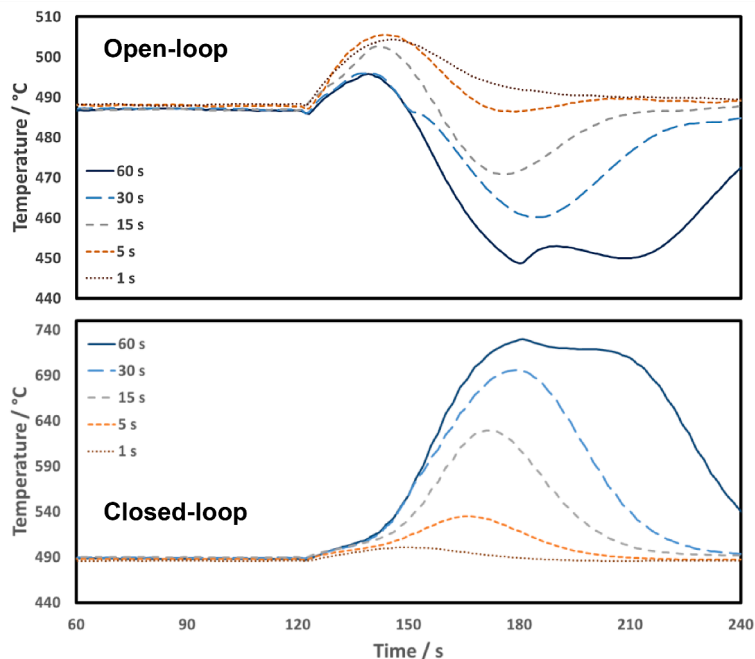 510
500
490
480
470
460
450
440
Temperature / °C
Open-loop
60 s
30 s
15 s
5 s
1 s
740
690
640
590
540
490
440
Temperature / °C
60 s
30 s
15 s
5 s
1 s
Closed-loop
60 90 120 150 180 210 240
Time / s